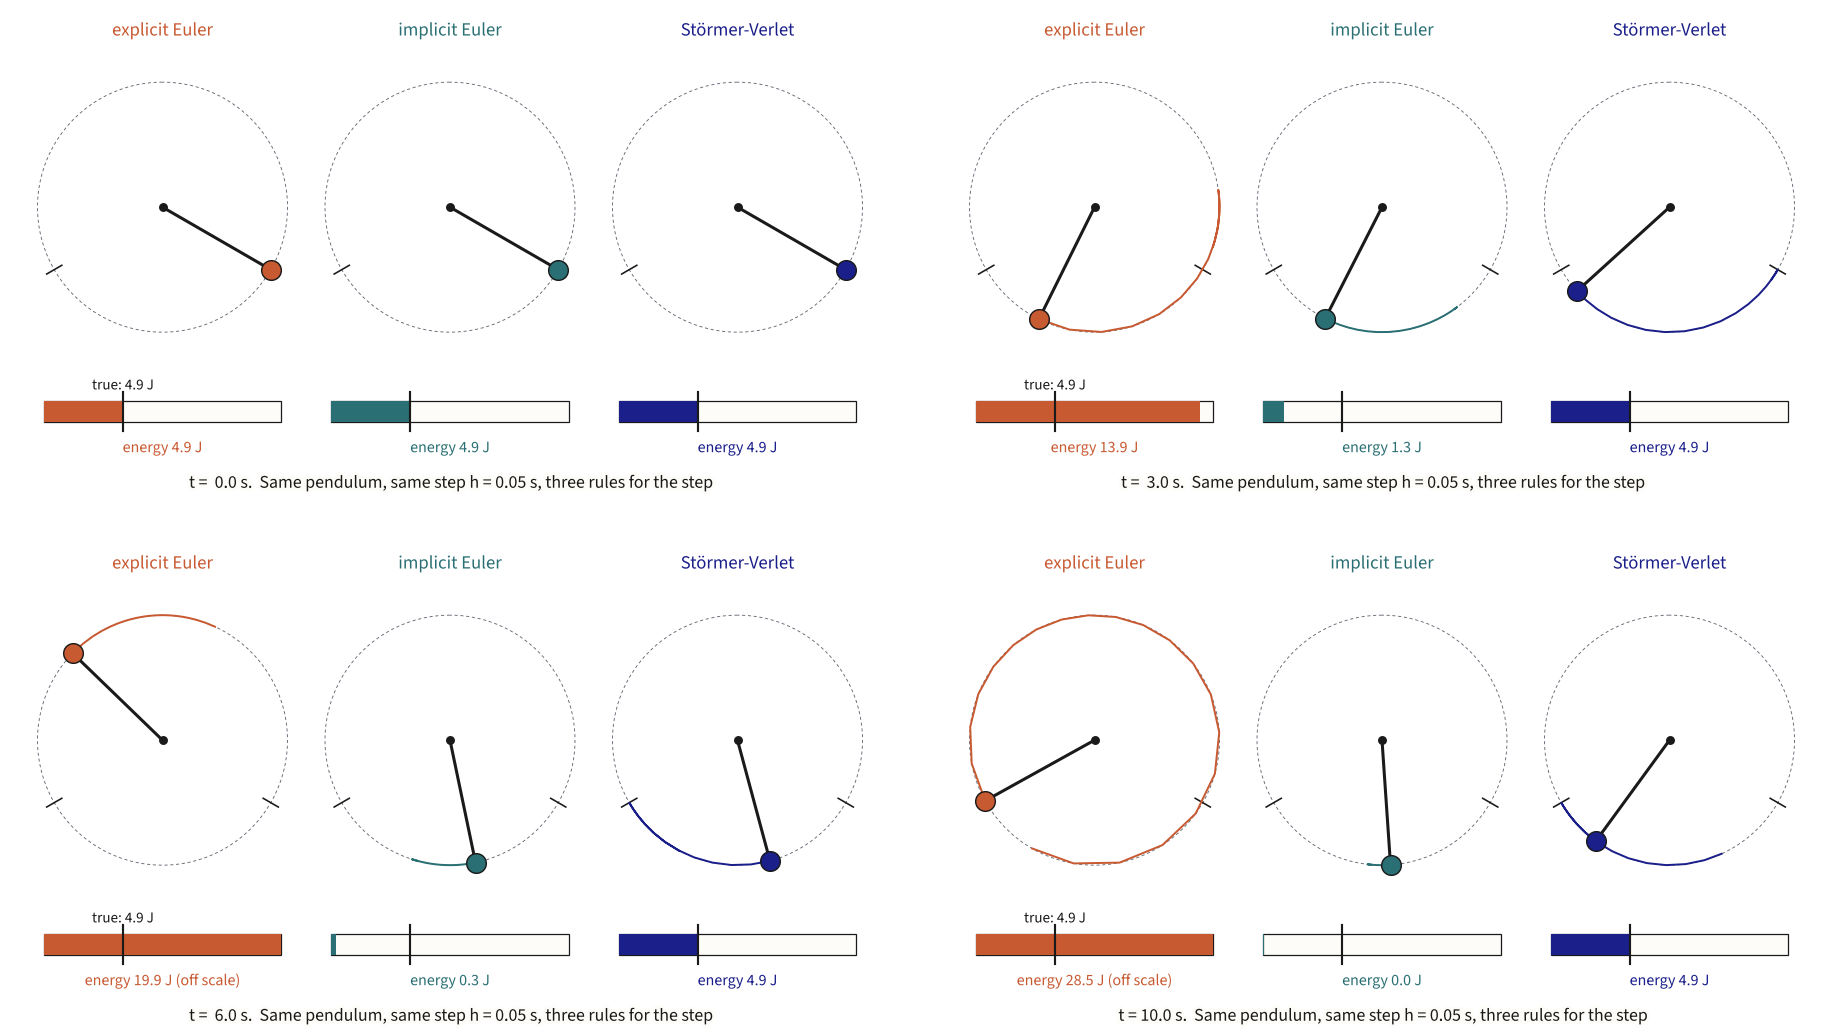 explicit Euler
implicit Euler
Störmer-Verlet
true: 4.9 J
energy 4.9 J
energy 4.9 J
energy 4.9 J
t = 0.0 s. Same pendulum, same step h = 0.05 s, three rules for the step
explicit Euler
implicit Euler
Störmer-Verlet
true: 4.9 J
energy 13.9 J
energy 1.3 J
energy 4.9 J
t = 3.0 s. Same pendulum, same step h = 0.05 s, three rules for the step
explicit Euler
implicit Euler
Störmer-Verlet
true: 4.9 J
energy 19.9 J (off scale)
energy 0.3 J
energy 4.9 J
t = 6.0 s. Same pendulum, same step h = 0.05 s, three rules for the step
explicit Euler
implicit Euler
Störmer-Verlet
true: 4.9 J
energy 28.5 J (off scale)
energy 0.0 J
energy 4.9 J
t = 10.0 s. Same pendulum, same step h = 0.05 s, three rules for the step